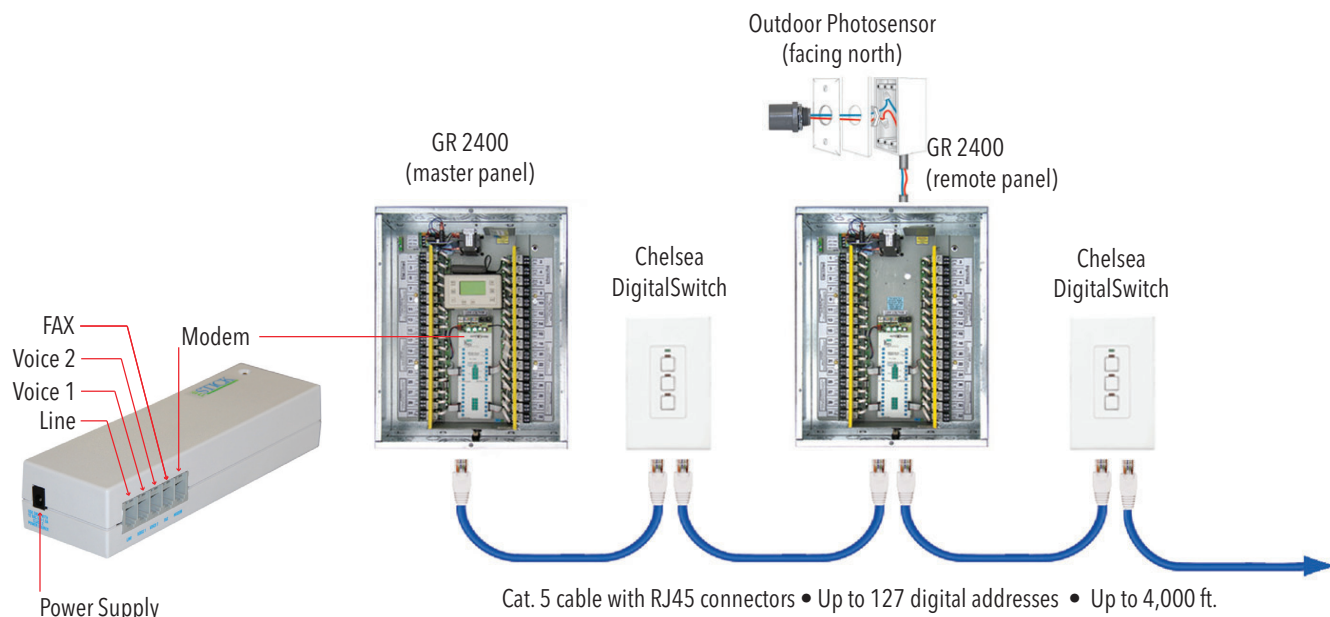 Outdoor Photosensor
(facing north)
GR 2400
(master panel)
GR 2400
(remote panel)
Chelsea
DigitalSwitch
Chelsea
DigitalSwitch
FAX
Modem
Voice 2
Voice 1
Line
Power Supply
Cat. 5 cable with RJ45 connectors • Up to 127 digital addresses • Up to 4,000 ft.